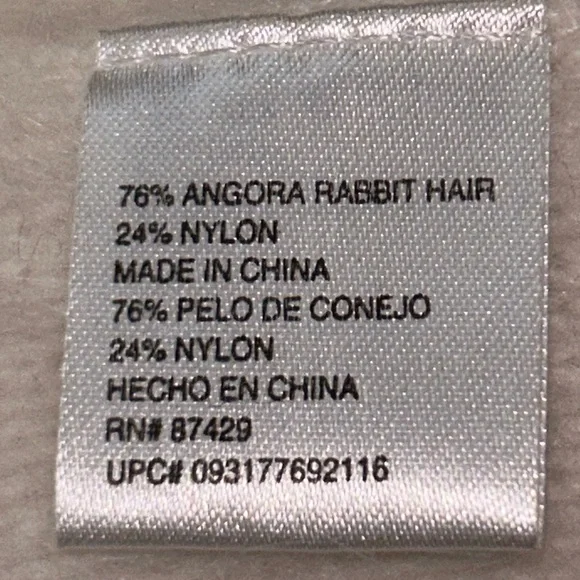 76% ANGORA RABBIT HAIR
24% NYLON
MADE IN CHINA
76% PELO DE CONEJO
24% NYLON
HECHO EN CHINA
RN# 87429
UPC# 093177692116